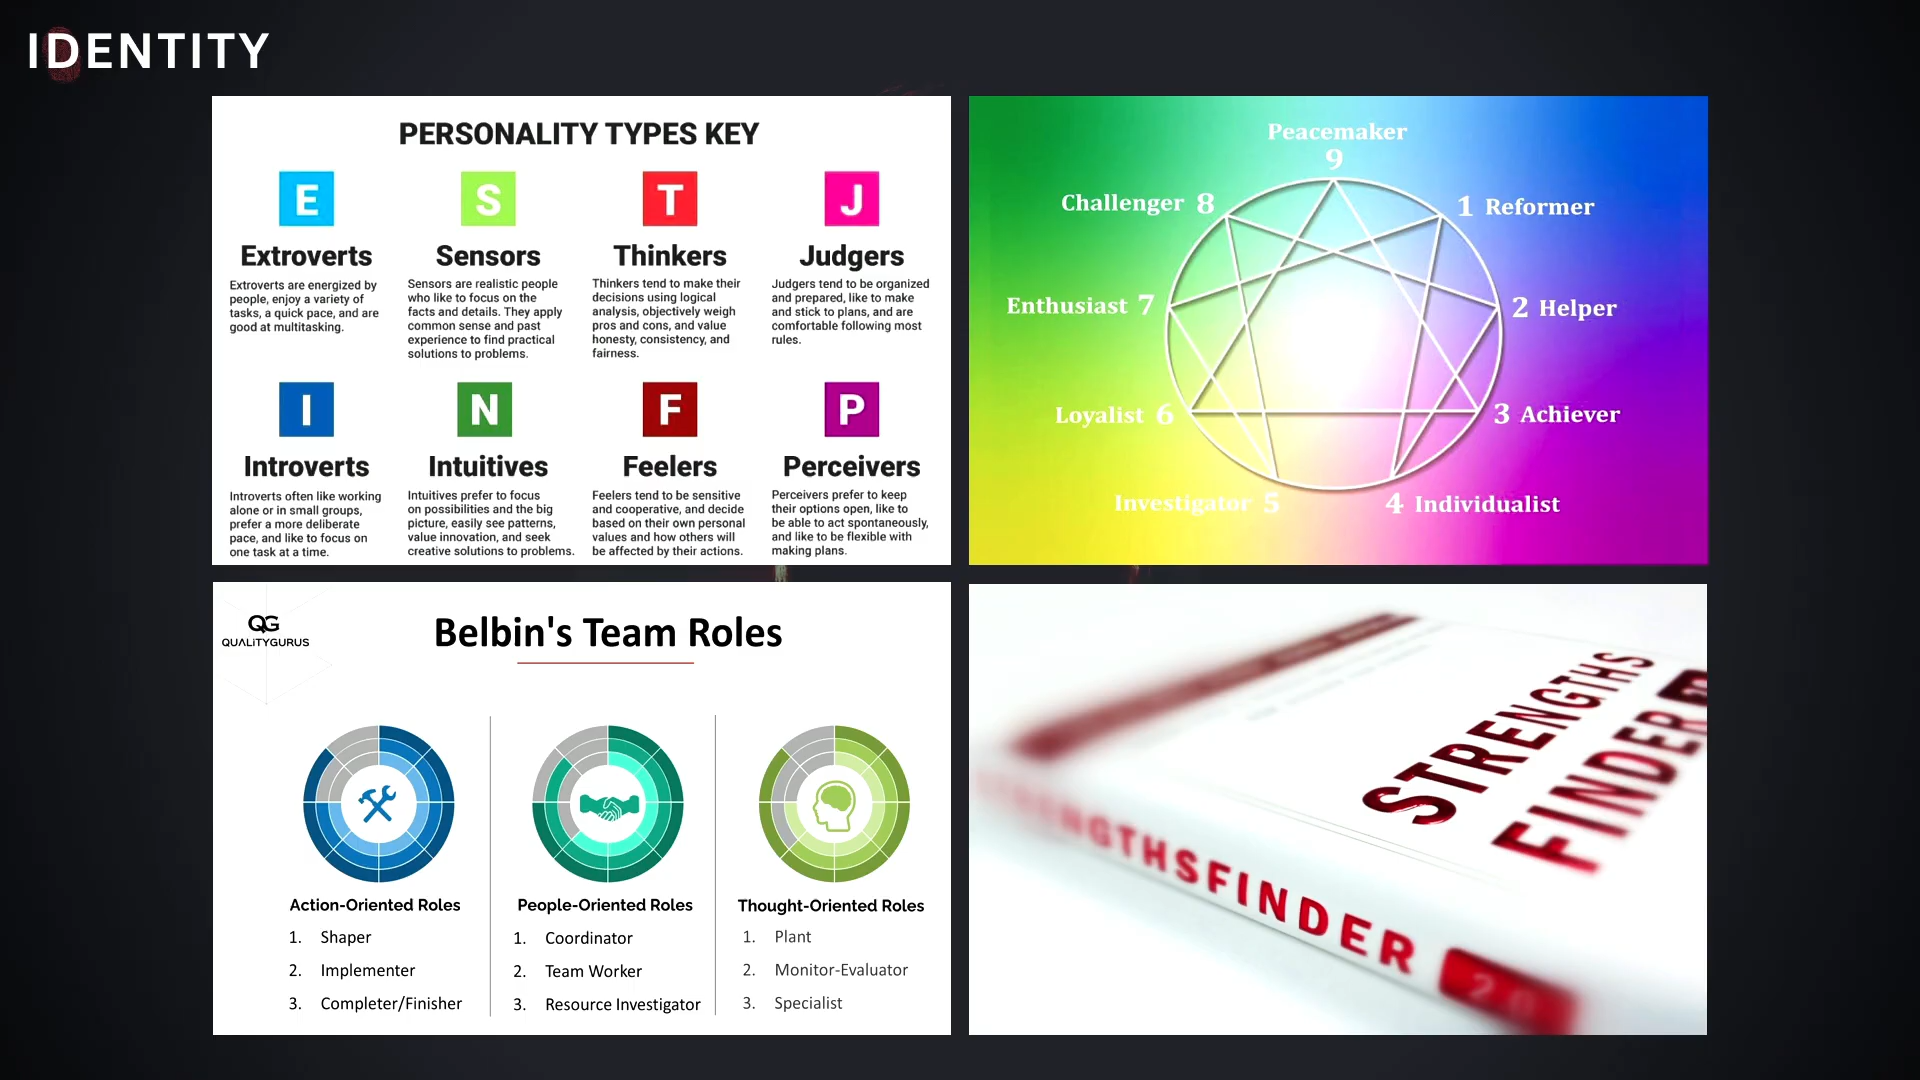 IDENTITY
PERSONALITY TYPES KEY
E
S
T
J
Extroverts
Sensors
Thinkers
Judgers
Extroverts are energized by
people, enjoy a variety of
tasks, a quick pace, and are
good at multitasking.
Sensors are realistic people
who like to focus on the
facts and details. They apply
common sense and past
experience to find practical
solutions to problems.
Thinkers tend to make their
decisions using logical
analysis, objectively weigh
pros and cons, and value
honesty, consistency, and
fairness.
Judgers tend to be organized
and prepared, like to make
and stick to plans, and are
comfortable following most
rules.
I
N
F
P
Introverts
Intuitives
Feelers
Perceivers
Introverts often like working
alone or in small groups,
prefer a more deliberate
pace, and like to focus on
one task at a time.
Intuitives prefer to focus
on possibilities and the big
picture, easily see patterns,
value innovation, and seek
creative solutions to problems.
Feelers tend to be sensitive
and cooperative, and decide
based on their own personal
values and how others will
be affected by their actions.
Perceivers prefer to keep
their options open, like to
be able to act spontaneously,
and like to be flexible with
making plans.
Peacemaker
9
Challenger 8
1 Reformer
Enthusiast 7
2 Helper
Loyalist 6
3 Achiever
Investigator 5
4 Individualist
QG
QUALITYGURUS
Belbin's Team Roles
Action-Oriented Roles
1. Shaper
2. Implementer
3. Completer/Finisher
People-Oriented Roles
1. Coordinator
2. Team Worker
3. Resource Investigator
Thought-Oriented Roles
1. Plant
2. Monitor-Evaluator
3. Specialist
STRENGTHS
FINDER
STRENGTHSFINDER 2.0